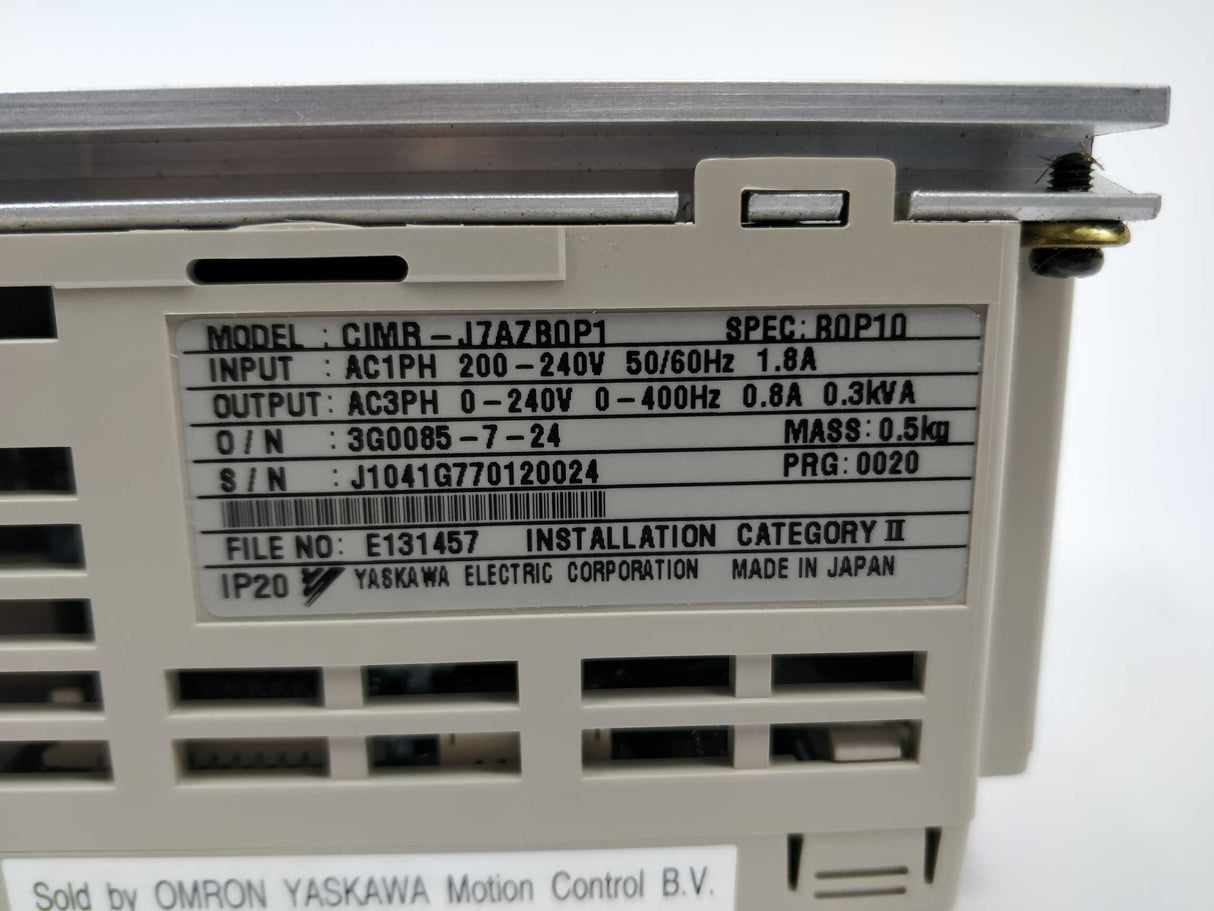 MODEL : CIMR-J7AZB0P1 SPEC: B0P10
INPUT : AC1PH 200-240V 50/60Hz 1.8A
OUTPUT: AC3PH 0-240V 0-400Hz 0.8A 0.3kVA
O/N : 3G0085-7-24 MASS: 0.5kg
S/N : J1041G770120024 PRG: 0020
FILE NO: E131457 INSTALLATION CATEGORY II
IP20 YASKAWA ELECTRIC CORPORATION MADE IN JAPAN
Sold by OMRON YASKAWA Motion Control B.V.